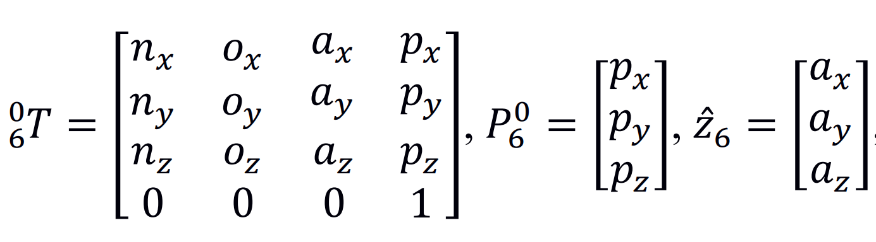 ⁰₆T = [n_x o_x a_x p_x; n_y o_y a_y p_y; n_z o_z a_z p_z; 0 0 0 1], P₆⁰ = [p_x; p_y; p_z], ẑ₆ = [a_x; a_y; a_z],